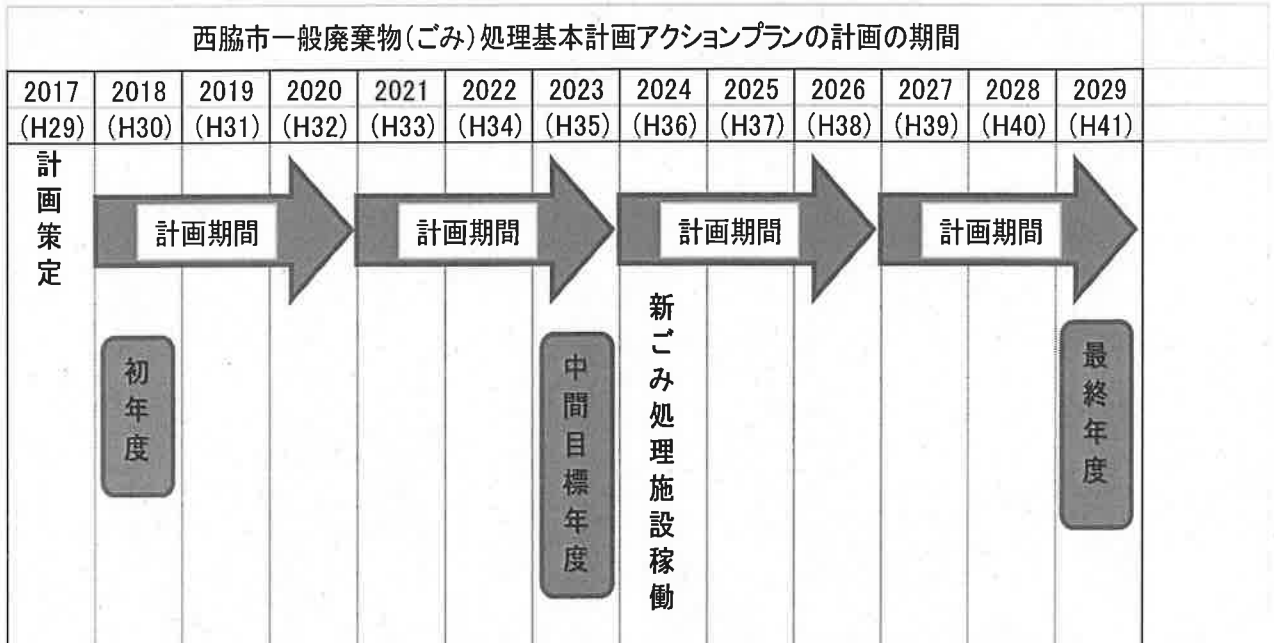 西脇市一般廃棄物(ごみ)処理基本計画アクションプランの計画の期間
2017 2018 2019 2020 2021 2022 2023 2024 2025 2026 2027 2028 2029
(H29) (H30) (H31) (H32) (H33) (H34) (H35) (H36) (H37) (H38) (H39) (H40) (H41)
計画策定
計画期間 計画期間 計画期間 計画期間
初年度
中間目標年度
新ごみ処理施設稼働
最終年度